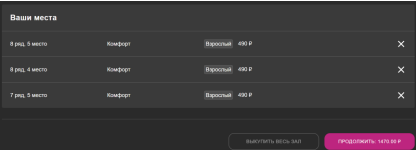 Ваши места
8 ряд, 5 место Комфорт Взрослый 490 ₽
8 ряд, 4 место Комфорт Взрослый 490 ₽
7 ряд, 5 место Комфорт Взрослый 490 ₽
ВЫКУПИТЬ ВЕСЬ ЗАЛ ПРОДОЛЖИТЬ: 1470.00 ₽